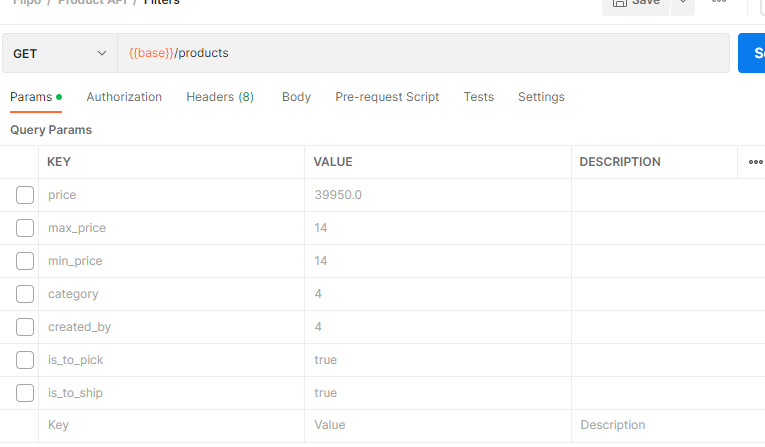 Flipo / Product API / Filters
Save
GET
{{base}}/products
Params
Authorization
Headers (8)
Body
Pre-request Script
Tests
Settings
Query Params
KEY VALUE DESCRIPTION
price 39950.0
max_price 14
min_price 14
category 4
created_by 4
is_to_pick true
is_to_ship true
Key Value Description